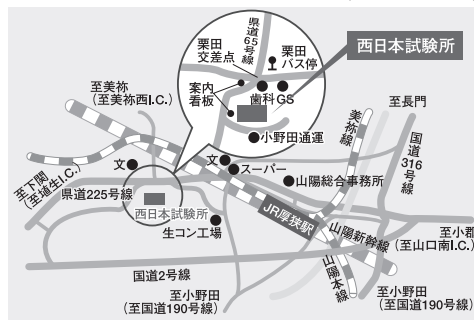 県道65号線
栗田
交差点
栗田
バス停
西日本試験所
案内
看板
歯科
GS
小野田通運
至美祢
(至美祢西I.C.)
至長門
美祢線
国道
316号線
文
文
スーパー
山陽総合事務所
至下関
(至埴生I.C.)
県道225号線
西日本試験所
生コン工場
JR厚狭駅
山陽新幹線
至小郡
(至山口南I.C.)
山陽本線
国道2号線
至小野田
(至国道190号線)
至小野田
(至国道190号線)